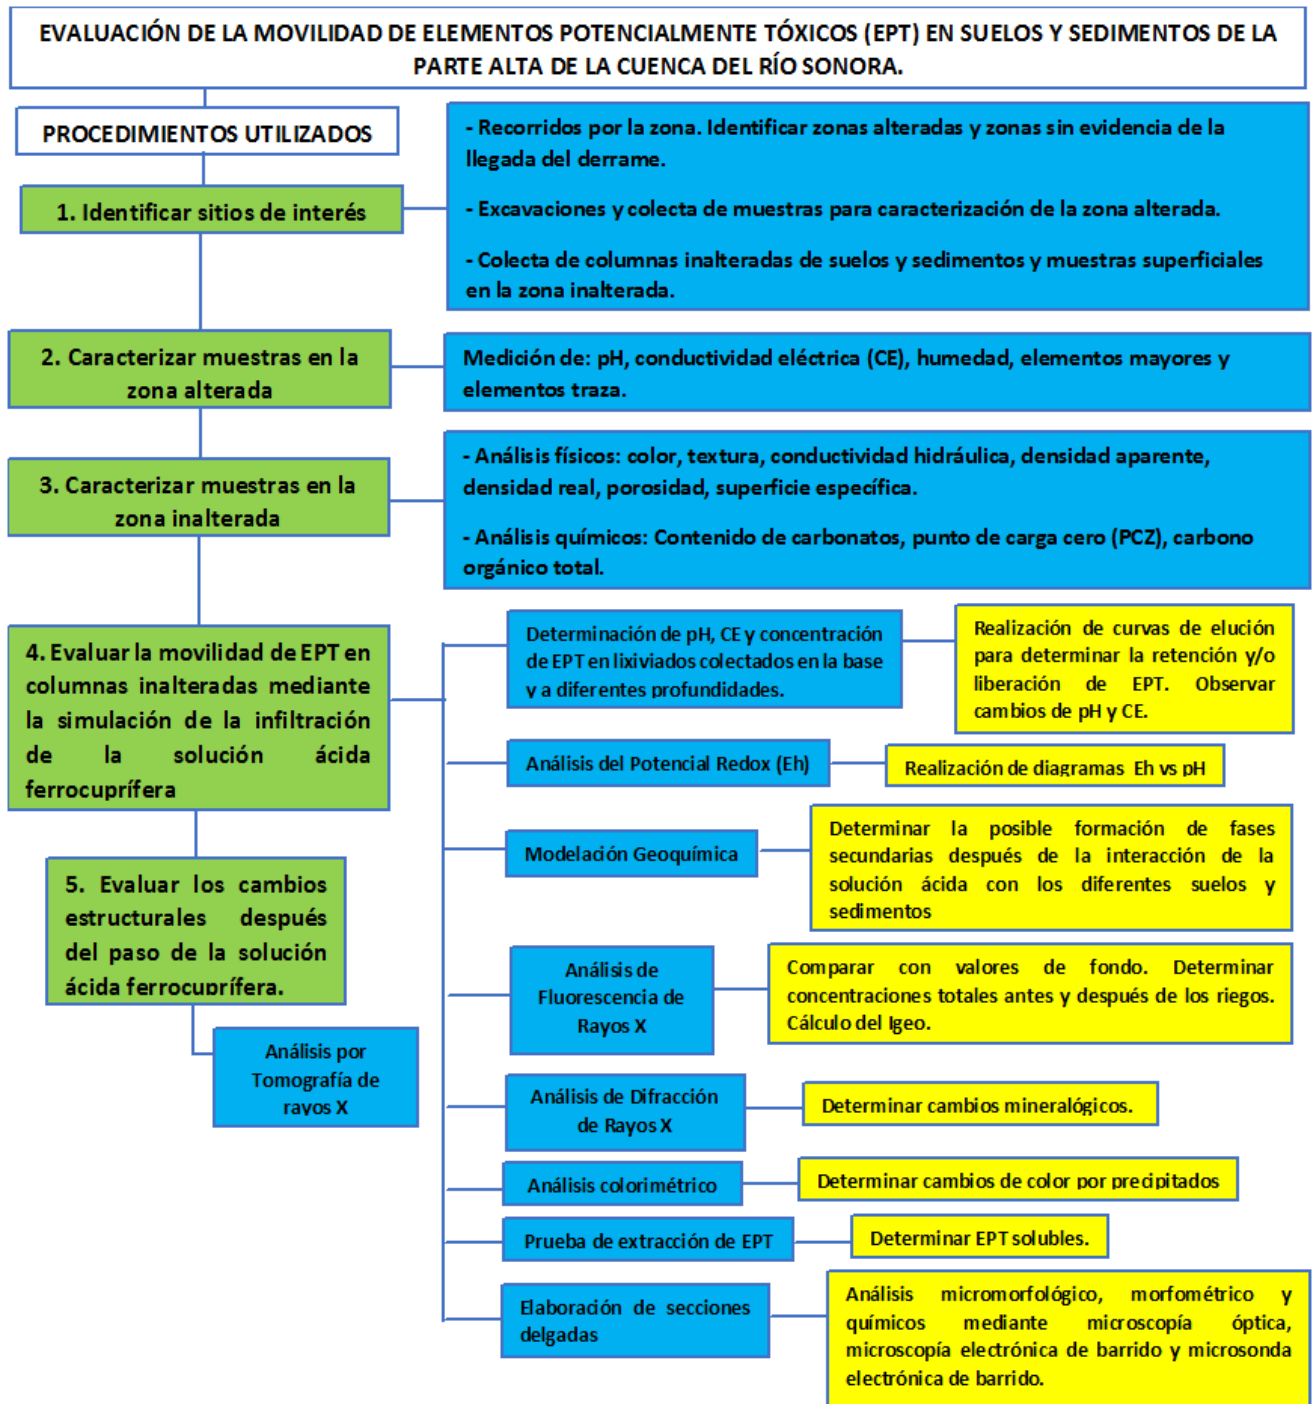 EVALUACIÓN DE LA MOVILIDAD DE ELEMENTOS POTENCIALMENTE TÓXICOS (EPT) EN SUELOS Y SEDIMENTOS DE LA
PARTE ALTA DE LA CUENCA DEL RÍO SONORA.
PROCEDIMIENTOS UTILIZADOS
1. Identificar sitios de interés
- Recorridos por la zona. Identificar zonas alteradas y zonas sin evidencia de la
llegada del derrame.
- Excavaciones y colecta de muestras para caracterización de la zona alterada.
- Colecta de columnas inalteradas de suelos y sedimentos y muestras superficiales
en la zona inalterada.
2. Caracterizar muestras en la
zona alterada
Medición de: pH, conductividad eléctrica (CE), humedad, elementos mayores y
elementos traza.
3. Caracterizar muestras en la
zona inalterada
- Análisis físicos: color, textura, conductividad hidráulica, densidad aparente,
densidad real, porosidad, superficie específica.
- Análisis químicos: Contenido de carbonatos, punto de carga cero (PCZ), carbono
orgánico total.
4. Evaluar la movilidad de EPT en
columnas inalteradas mediante
la simulación de la infiltración
de la solución ácida
ferrocuprífera
Determinación de pH, CE y concentración
de EPT en lixiviados colectados en la base
y a diferentes profundidades.
Realización de curvas de elución
para determinar la retención y/o
liberación de EPT. Observar
cambios de pH y CE.
Análisis del Potencial Redox (Eh)
Realización de diagramas Eh vs pH
Modelación Geoquímica
Determinar la posible formación de fases
secundarias después de la interacción de la
solución ácida con los diferentes suelos y
sedimentos
Análisis de
Fluorescencia de
Rayos X
Comparar con valores de fondo. Determinar
concentraciones totales antes y después de los riegos.
Cálculo del Igeo.
Análisis de Difracción
de Rayos X
Determinar cambios mineralógicos.
Análisis colorimétrico
Determinar cambios de color por precipitados
Prueba de extracción de EPT
Determinar EPT solubles.
Elaboración de secciones
delgadas
Análisis micromorfológico, morfométrico y
químicos mediante microscopía óptica,
microscopía electrónica de barrido y microsonda
electrónica de barrido.
5. Evaluar los cambios
estructurales después
del paso de la solución
ácida ferrocuprífera.
Análisis por
Tomografía de
rayos X